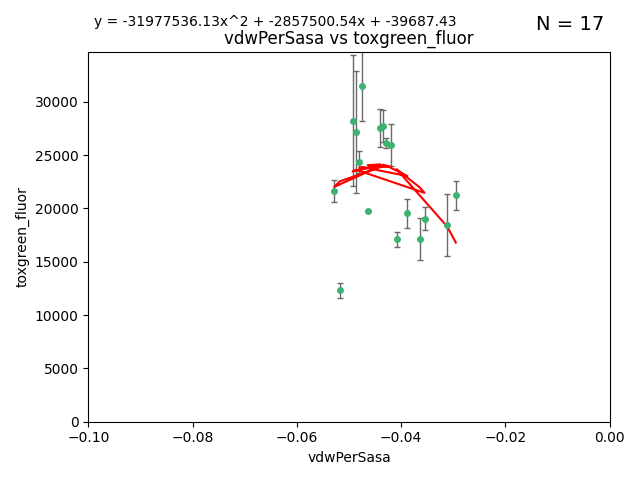 y = -31977536.13x^2 + -2857500.54x + -39687.43
N = 17
vdwPerSasa vs toxgreen_fluor
toxgreen_fluor
30000
25000
20000
15000
10000
5000
0
−0.10
−0.08
−0.06
−0.04
−0.02
0.00
vdwPerSasa